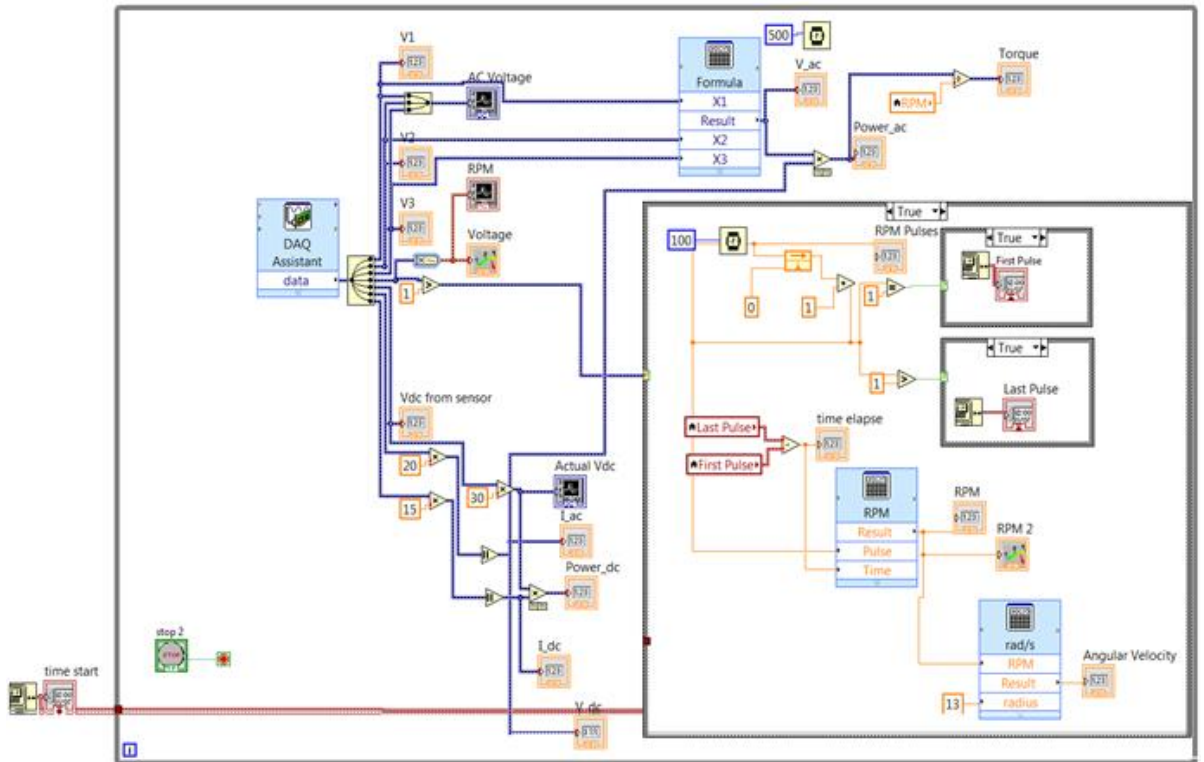 V1
AC Voltage
500
Formula
X1
Result
X2
X3
V_ac
Torque
RPM
Power_ac
V2
RPM
V3
Voltage
DAQ
Assistant
data
1
True
100
RPM Pulses
0
1
1
True
First Pulse
True
1
Last Pulse
Vdc from sensor
20
15
30
Actual Vdc
I_ac
Power_dc
I_dc
V_dc
Last Pulse
First Pulse
time elapse
RPM
Result
Pulse
Time
RPM
RPM 2
rad/s
RPM
Result
radius
13
Angular Velocity
stop 2
STOP
time start
i